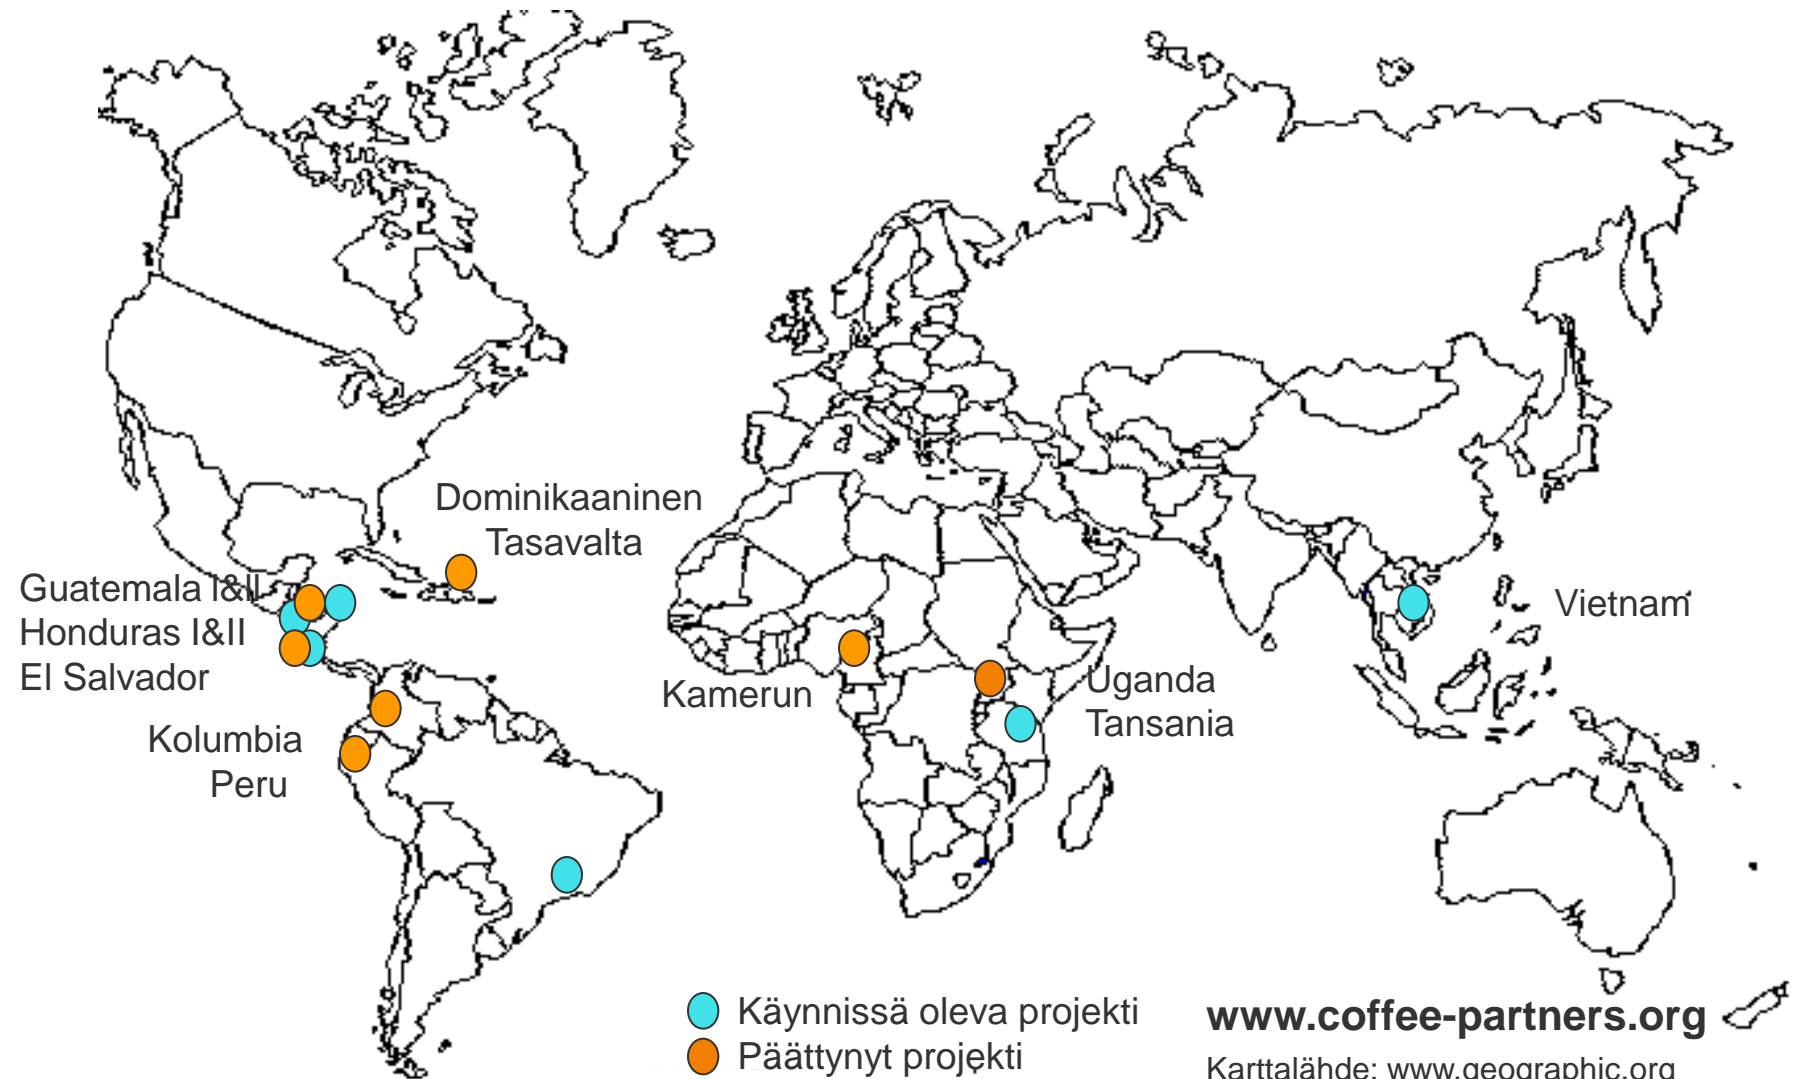 Dominikaaninen
Tasavalta
Guatemala I&II
Honduras I&II
El Salvador
Kolumbia
Peru
Kamerun
Uganda
Tansania
Vietnam
Käynnissä oleva projekti
Päättynyt projekti
www.coffee-partners.org
Karttalähde: www.geographic.org